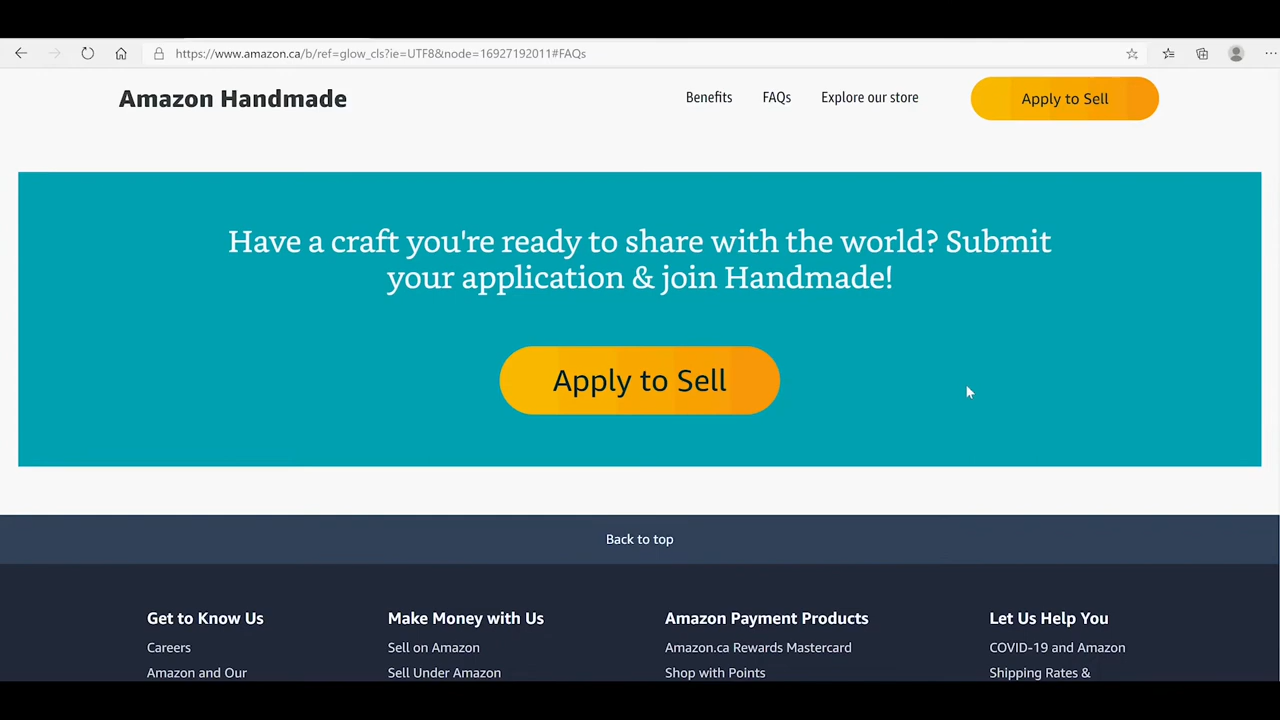 https://www.amazon.ca/b/ref=glow_cls?ie=UTF8&node=16927192011#FAQs
Amazon Handmade
Benefits
FAQs
Explore our store
Apply to Sell
Have a craft you're ready to share with the world? Submit
your application & join Handmade!
Apply to Sell
Back to top
Get to Know Us
Careers
Amazon and Our
Make Money with Us
Sell on Amazon
Sell Under Amazon
Amazon Payment Products
Amazon.ca Rewards Mastercard
Shop with Points
Let Us Help You
COVID-19 and Amazon
Shipping Rates &